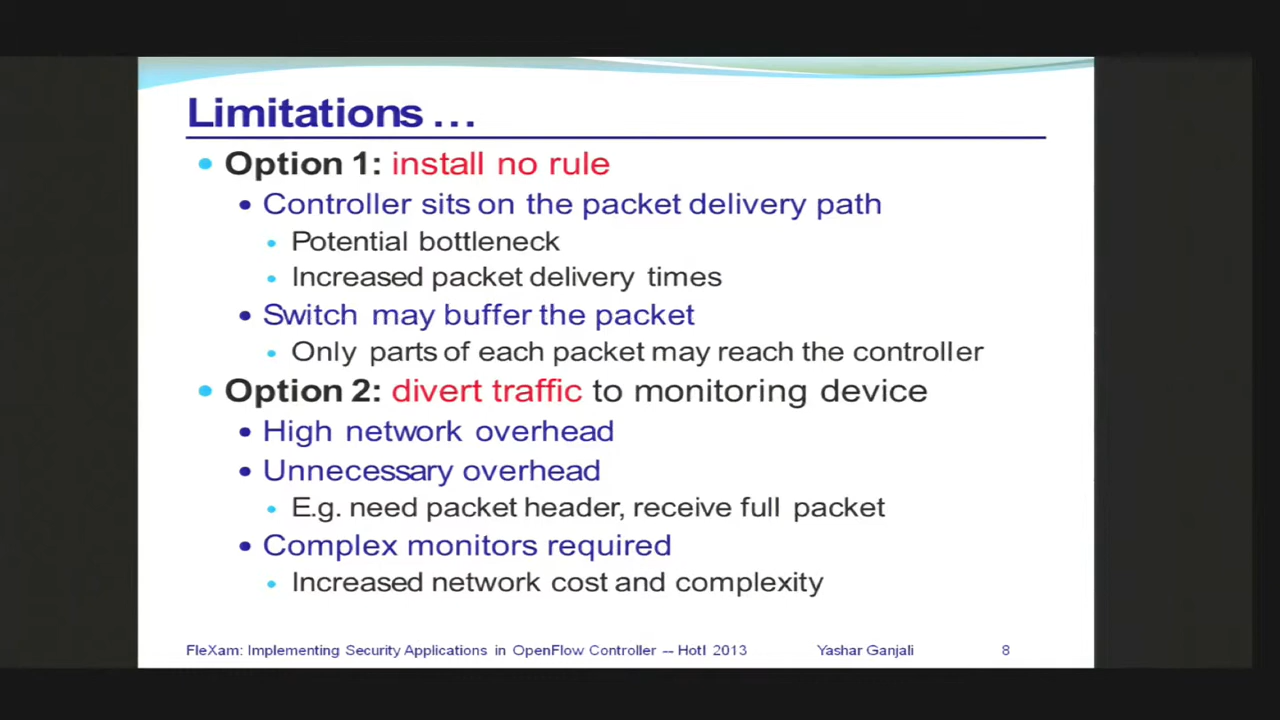 Limitations ...
Option 1: install no rule
Controller sits on the packet delivery path
Potential bottleneck
Increased packet delivery times
Switch may buffer the packet
Only parts of each packet may reach the controller
Option 2: divert traffic to monitoring device
High network overhead
Unnecessary overhead
E.g. need packet header, receive full packet
Complex monitors required
Increased network cost and complexity
FleXam: Implementing Security Applications in OpenFlow Controller -- HotI 2013 Yashar Ganjali 8